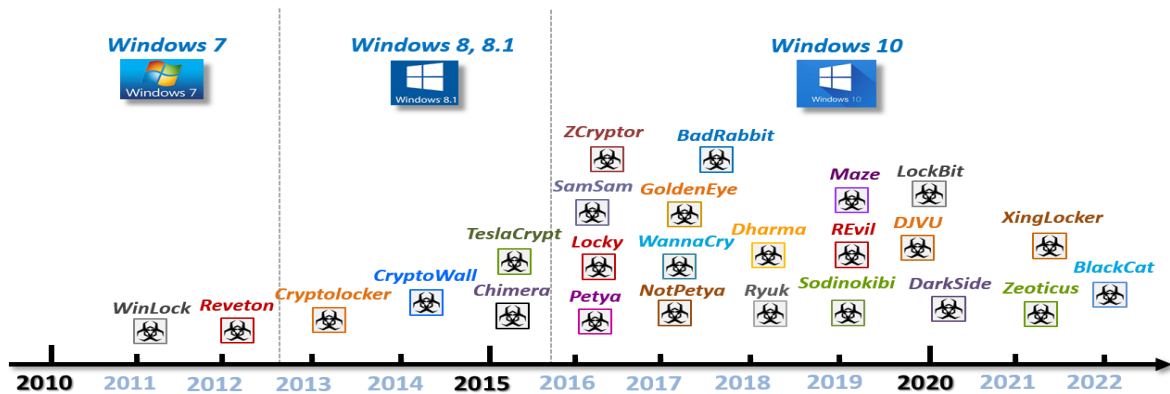 Windows 7
Windows 8, 8.1
Windows 10
Windows 7
Windows 8.1
Windows 10
ZCryptor
BadRabbit
Maze
LockBit
SamSam
GoldenEye
TeslaCrypt
Locky
WannaCry
Dharma
REvil
DJVU
XingLocker
WinLock
Reveton
Cryptolocker
CryptoWall
Chimera
Petya
NotPetya
Ryuk
Sodinokibi
DarkSide
Zeoticus
BlackCat
2010
2011
2012
2013
2014
2015
2016
2017
2018
2019
2020
2021
2022